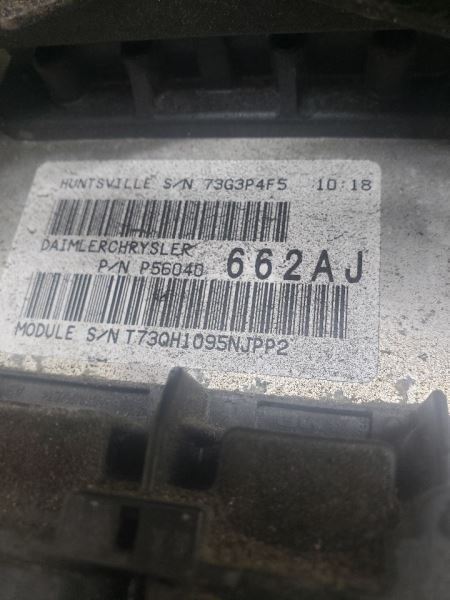 HUNTSVILLE S/N 73G3P4F5 10:18
DAIMLERCHRYSLER
P/N P56040 662AJ
MODULE S/N T73QH1095NJPP2